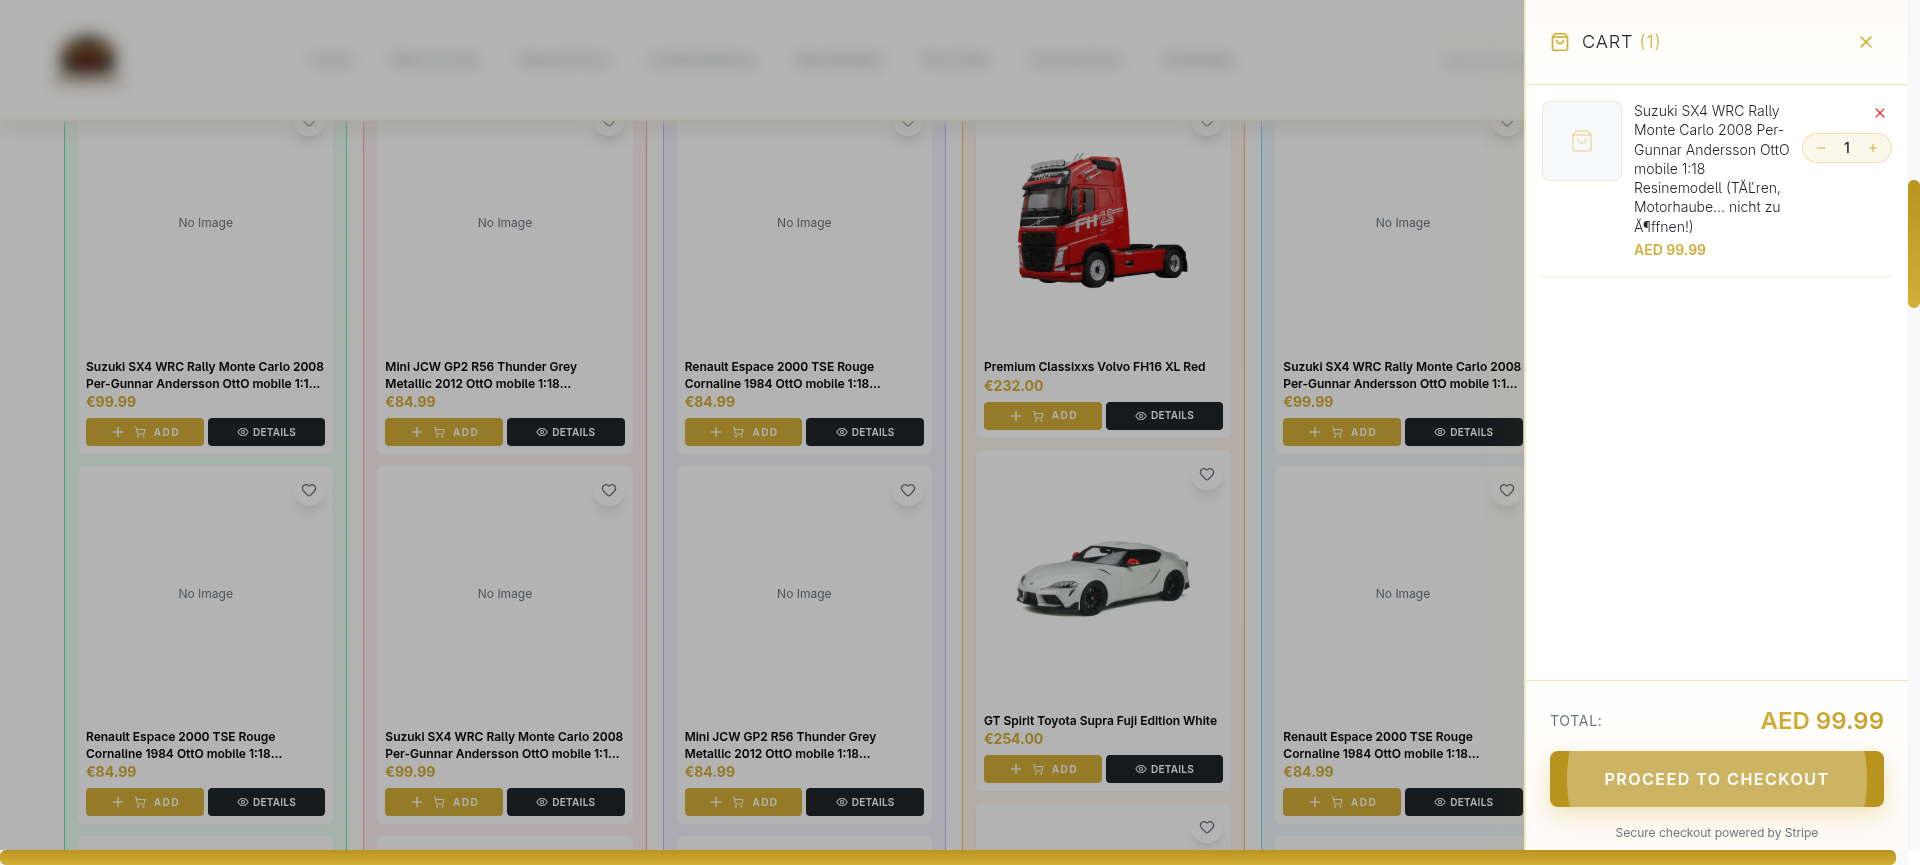 CART (1)
Suzuki SX4 WRC Rally
Monte Carlo 2008 Per-
Gunnar Andersson OttO
mobile 1:18
Resinemodell (TÃĽren,
Motorhaube... nicht zu
Ã¶ffnen!)
AED 99.99
1
TOTAL:
AED 99.99
PROCEED TO CHECKOUT
Secure checkout powered by Stripe
No Image
Suzuki SX4 WRC Rally Monte Carlo 2008
Per-Gunnar Andersson OttO mobile 1:1...
€99.99
ADD
DETAILS
No Image
Mini JCW GP2 R56 Thunder Grey
Metallic 2012 OttO mobile 1:18...
€84.99
ADD
DETAILS
No Image
Renault Espace 2000 TSE Rouge
Cornaline 1984 OttO mobile 1:18...
€84.99
ADD
DETAILS
FH 25
Premium Classixxs Volvo FH16 XL Red
€232.00
ADD
DETAILS
No Image
Suzuki SX4 WRC Rally Monte Carlo 2008
Per-Gunnar Andersson OttO mobile 1:1...
€99.99
ADD
DETAILS
No Image
Renault Espace 2000 TSE Rouge
Cornaline 1984 OttO mobile 1:18...
€84.99
ADD
DETAILS
No Image
Suzuki SX4 WRC Rally Monte Carlo 2008
Per-Gunnar Andersson OttO mobile 1:1...
€99.99
ADD
DETAILS
No Image
Mini JCW GP2 R56 Thunder Grey
Metallic 2012 OttO mobile 1:18...
€84.99
ADD
DETAILS
GT Spirit Toyota Supra Fuji Edition White
€254.00
ADD
DETAILS
No Image
Renault Espace 2000 TSE Rouge
Cornaline 1984 OttO mobile 1:18...
€84.99
ADD
DETAILS